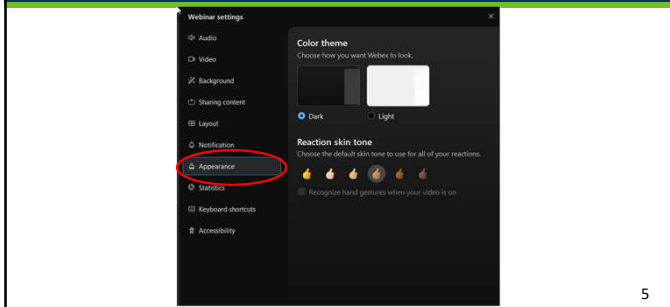 Webinar settings
Audio
Video
Background
Sharing content
Layout
Notification
Appearance
Statistics
Keyboard shortcuts
Accessibility
Color theme
Choose how you want Webex to look.
Dark
Light
Reaction skin tone
Choose the default skin tone to use for all of your reactions.
Recognize hand gestures when your video is on
5